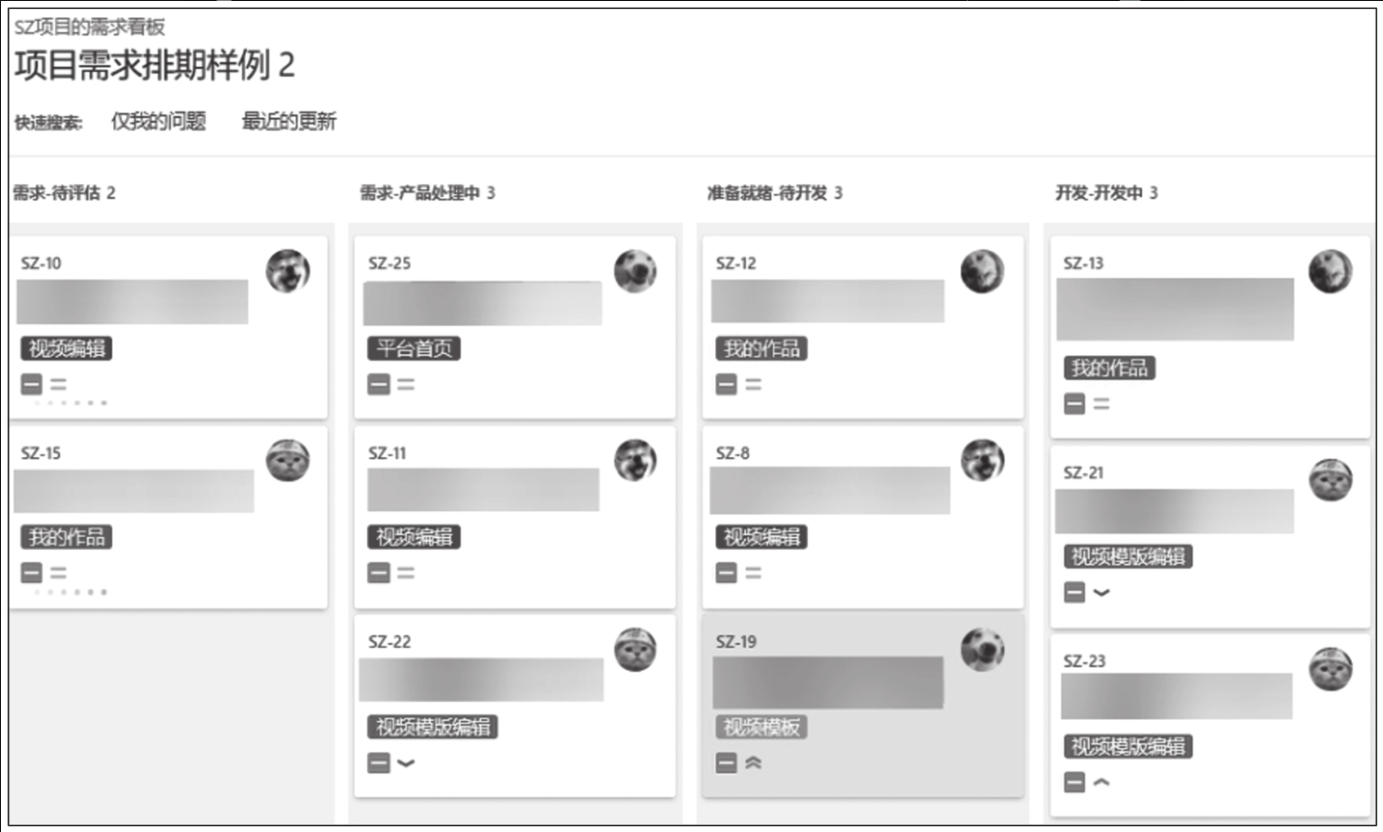 SZ项目的需求看板
项目需求排期样例 2
快速搜索: 仅我的问题 最近的更新
需求-待评估 2
SZ-10
视频编辑
SZ-15
我的作品
需求-产品处理中 3
SZ-25
平台首页
SZ-11
视频编辑
SZ-22
视频模版编辑
准备就绪-待开发 3
SZ-12
我的作品
SZ-8
视频编辑
SZ-19
视频模板
开发-开发中 3
SZ-13
我的作品
SZ-21
视频模版编辑
SZ-23
视频模版编辑